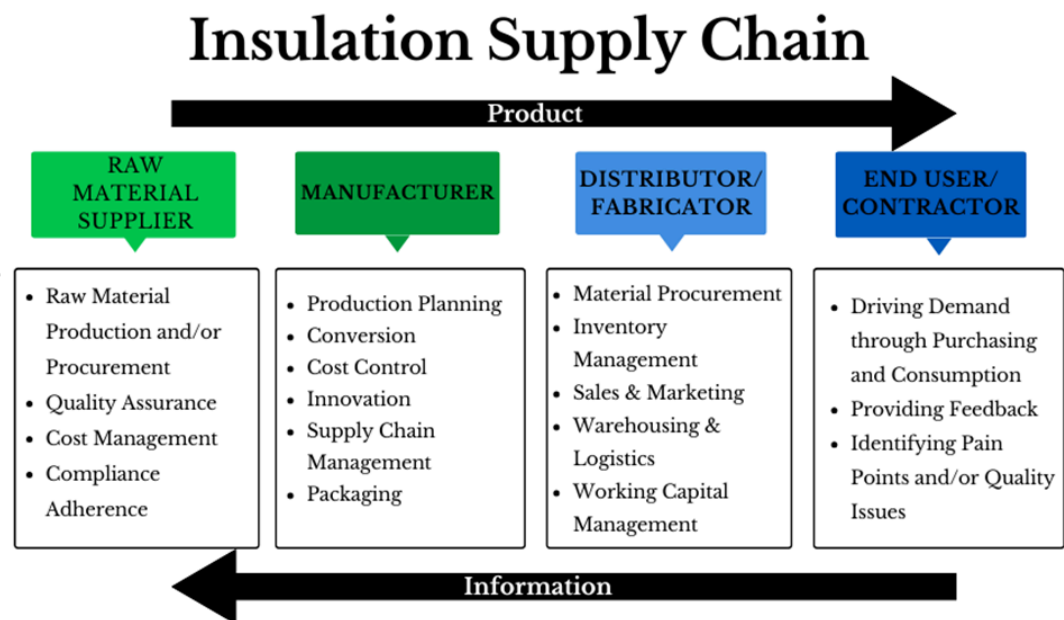 Insulation Supply Chain
Product
RAW
MATERIAL
SUPPLIER
• Raw Material
Production and/or
Procurement
• Quality Assurance
• Cost Management
• Compliance
Adherence
MANUFACTURER
• Production Planning
• Conversion
• Cost Control
• Innovation
• Supply Chain
Management
• Packaging
DISTRIBUTOR/
FABRICATOR
• Material Procurement
• Inventory
Management
• Sales & Marketing
• Warehousing &
Logistics
• Working Capital
Management
END USER/
CONTRACTOR
• Driving Demand
through Purchasing
and Consumption
• Providing Feedback
• Identifying Pain
Points and/or Quality
Issues
Information